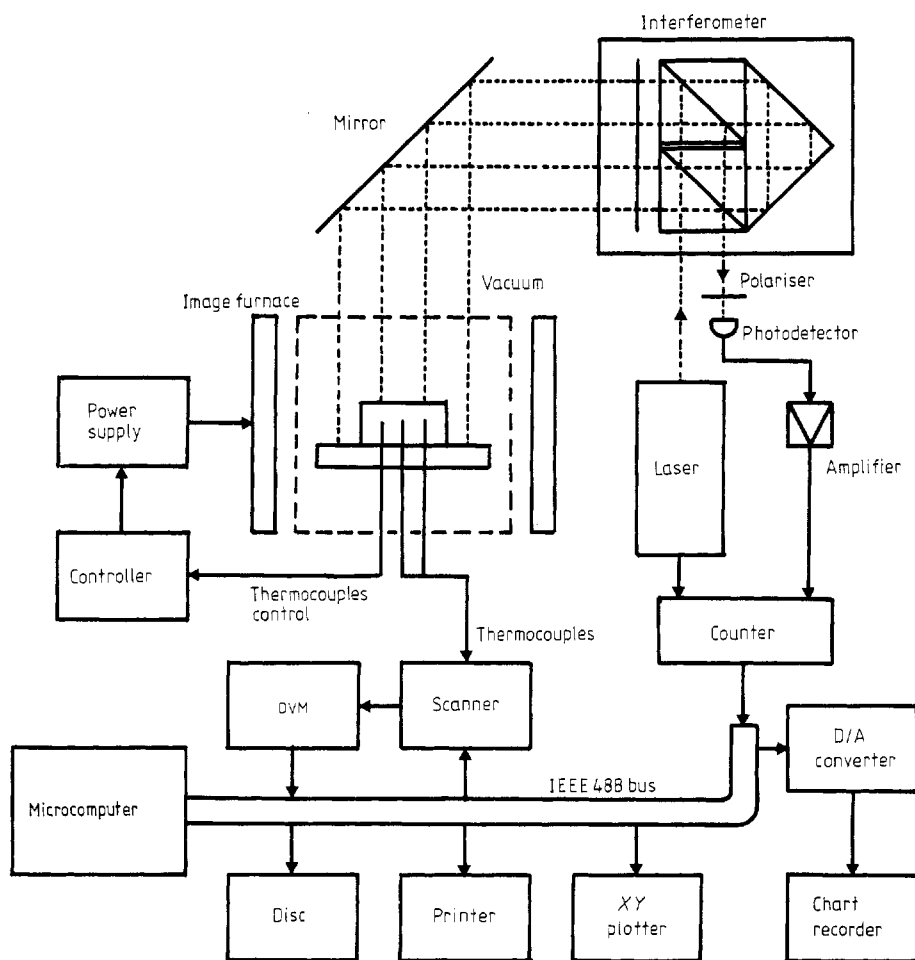 Interferometer
Mirror
Polariser
Vacuum
Image furnace
Photodetector
Power
supply
Laser
Amplifier
Controller
Thermocouples
control
Counter
Thermocouples
DVM
Scanner
D/A
converter
IEEE 488 bus
Microcomputer
Disc
Printer
XY
plotter
Chart
recorder